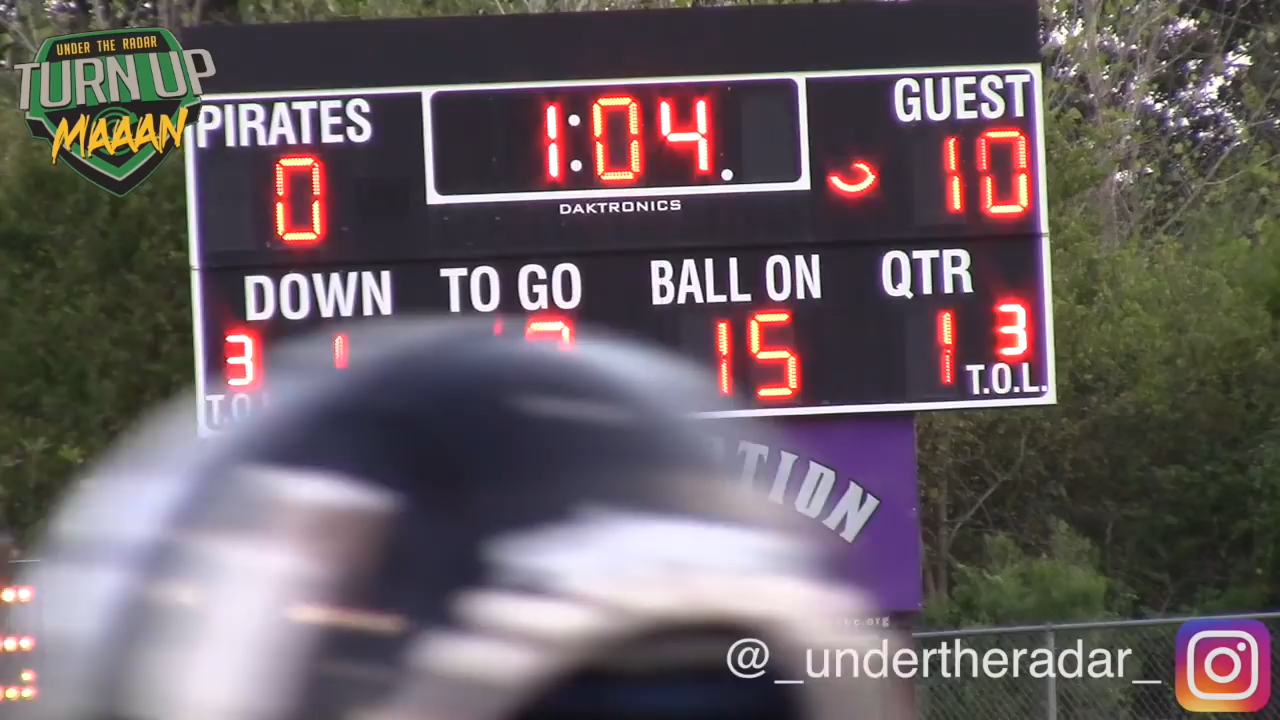 UNDER THE RADAR
TURN UP
MAAAN
PIRATES
1:04
GUEST
0
10
DAKTRONICS
DOWN
TO GO
BALL ON
QTR
3
1
15
1
3
T.O.L.
@_undertheradar_